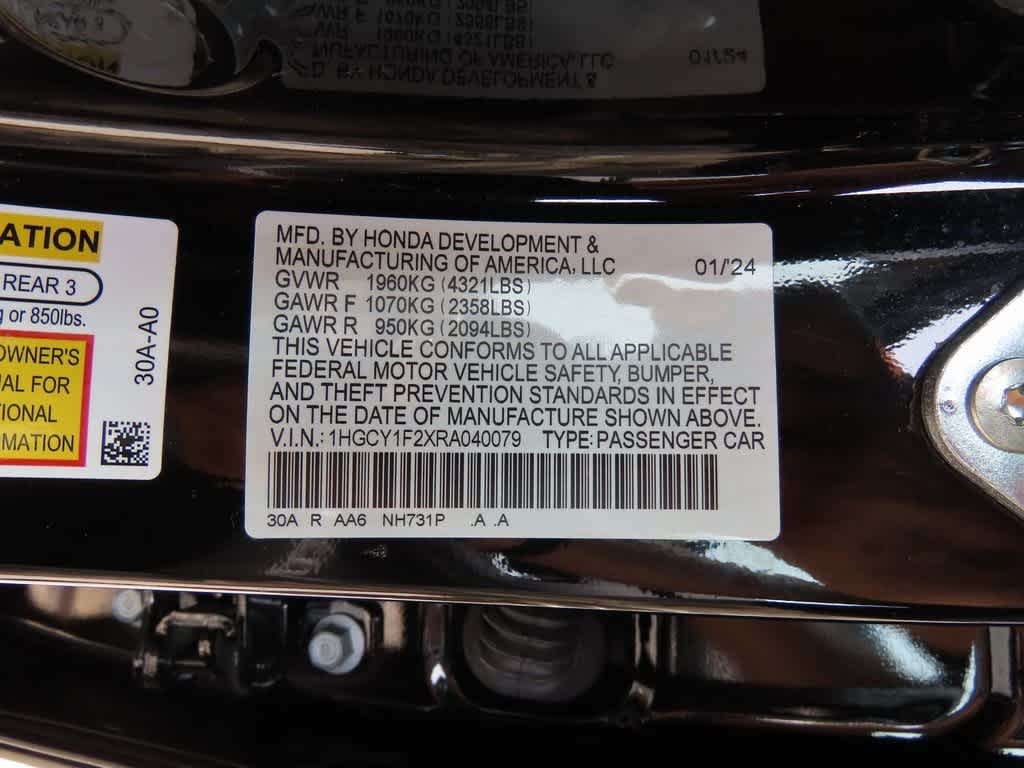 MFD. BY HONDA DEVELOPMENT &
MANUFACTURING OF AMERICA, LLC 01/24
GVWR 1960KG (4321LBS)
GAWR F 1070KG (2358LBS)
GAWR R 950KG (2094LBS)
THIS VEHICLE CONFORMS TO ALL APPLICABLE
FEDERAL MOTOR VEHICLE SAFETY, BUMPER,
AND THEFT PREVENTION STANDARDS IN EFFECT
ON THE DATE OF MANUFACTURE SHOWN ABOVE.
V.I.N.: 1HGCY1F2XRA040079 TYPE: PASSENGER CAR
30A R AA6 NH731P .A .A
ATION
REAR 3
g or 850lbs.
OWNER'S
UAL FOR
TIONAL
RMATION
30A-A0